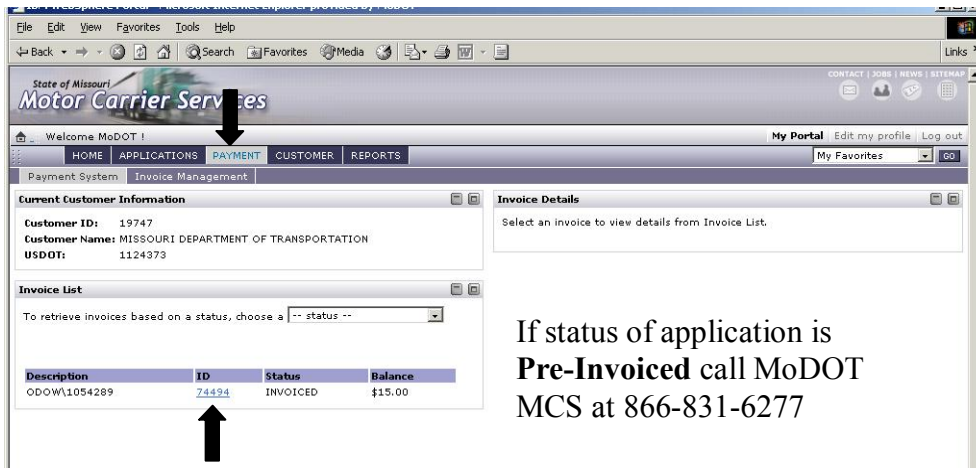 File Edit View Favorites Tools Help
Back Search Favorites Media Links
State of Missouri
Motor Carrier Services
CONTACT | JOBS | NEWS | SITEMAP
Welcome MoDOT !
My Portal Edit my profile Log out
HOME APPLICATIONS PAYMENT CUSTOMER REPORTS
My Favorites GO
Payment System Invoice Management
Current Customer Information
Customer ID: 19747
Customer Name: MISSOURI DEPARTMENT OF TRANSPORTATION
USDOT: 1124373
Invoice Details
Select an invoice to view details from Invoice List.
Invoice List
To retrieve invoices based on a status, choose a -- status --
Description ID Status Balance
ODOW\1054289 74494 INVOICED $15.00
If status of application is
Pre-Invoiced call MoDOT
MCS at 866-831-6277